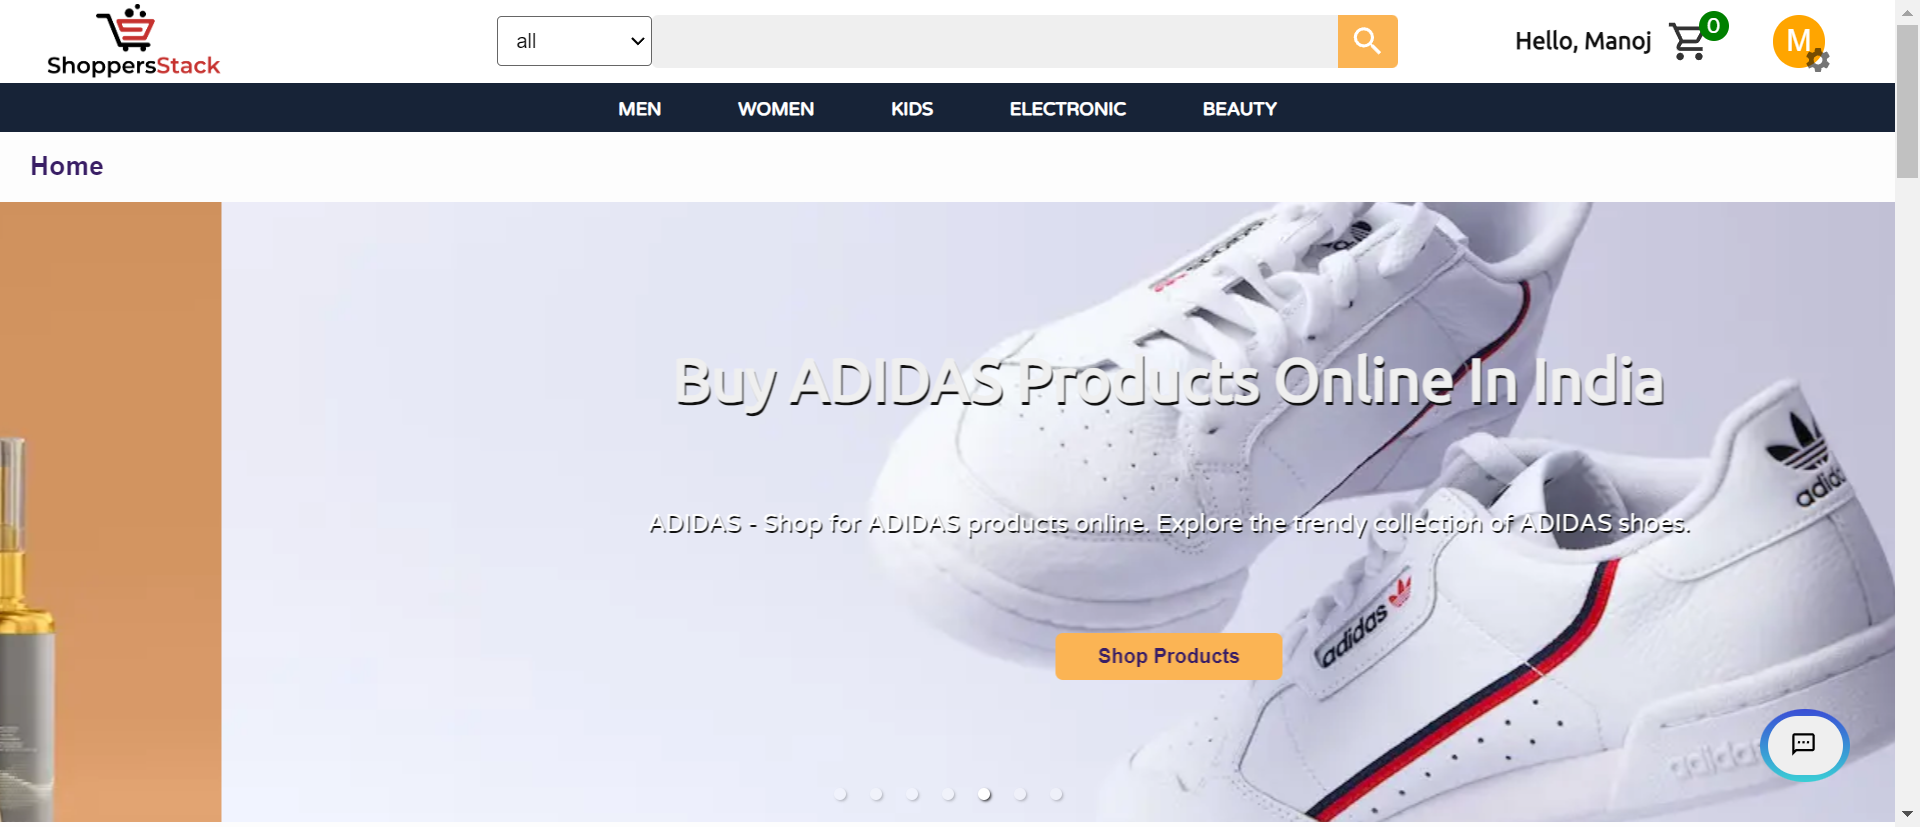 ShoppersStack
all
Hello, Manoj
0
M
MEN
WOMEN
KIDS
ELECTRONIC
BEAUTY
Home
Buy ADIDAS Products Online In India
ADIDAS - Shop for ADIDAS products online. Explore the trendy collection of ADIDAS shoes.
Shop Products
adidas
adidas
adidas